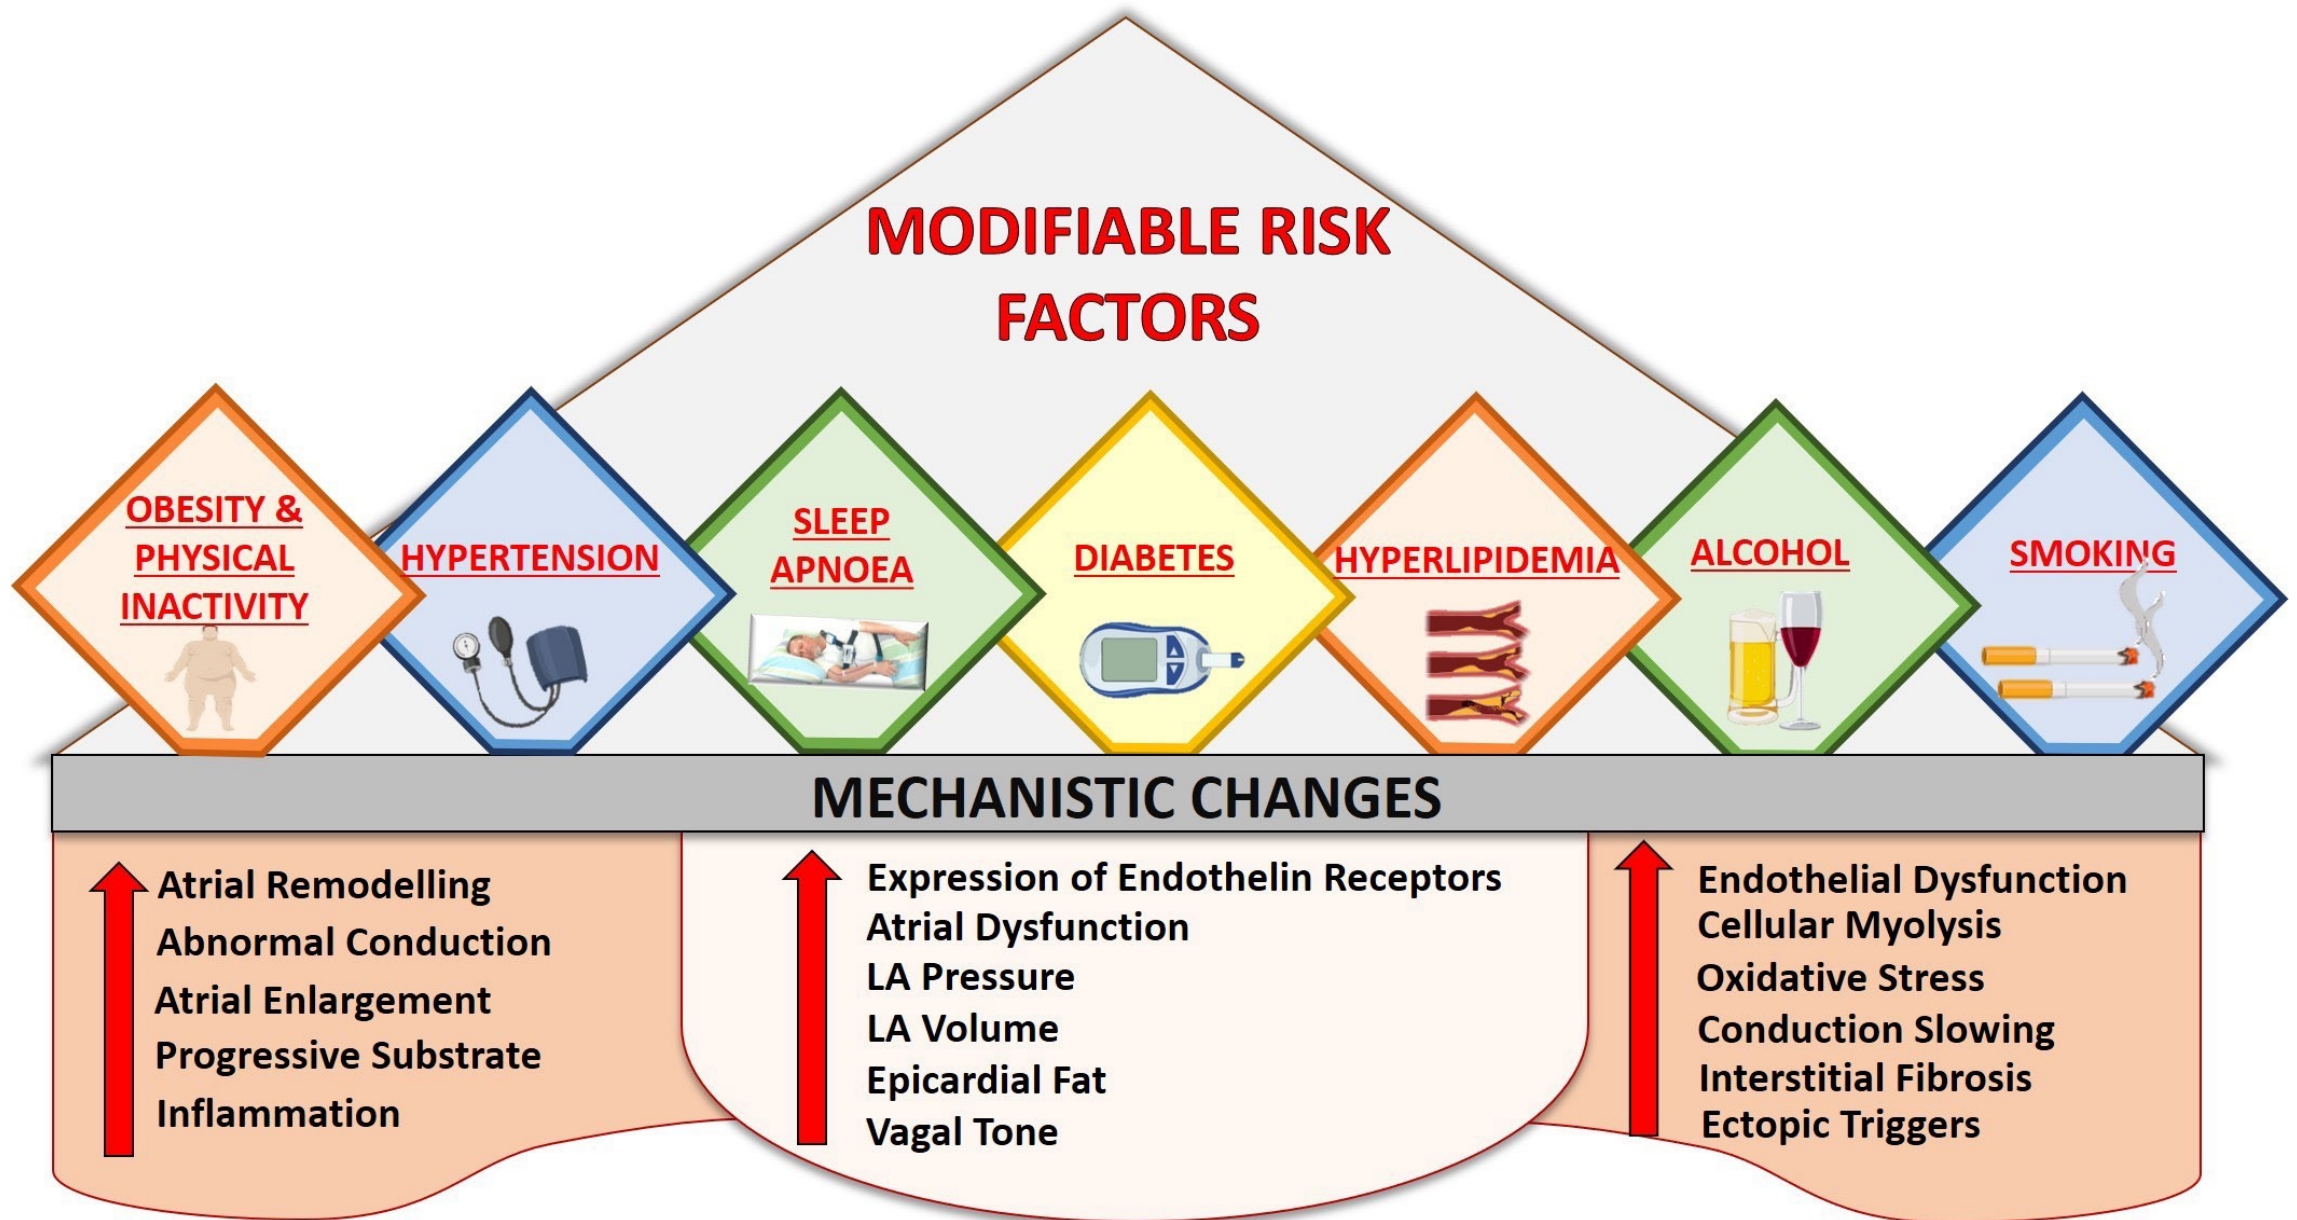 MODIFIABLE RISK
FACTORS
OBESITY &
PHYSICAL
INACTIVITY
HYPERTENSION
SLEEP
APNOEA
DIABETES
HYPERLIPIDEMIA
ALCOHOL
SMOKING
MECHANISTIC CHANGES
Atrial Remodelling
Abnormal Conduction
Atrial Enlargement
Progressive Substrate
Inflammation
Expression of Endothelin Receptors
Atrial Dysfunction
LA Pressure
LA Volume
Epicardial Fat
Vagal Tone
Endothelial Dysfunction
Cellular Myolysis
Oxidative Stress
Conduction Slowing
Interstitial Fibrosis
Ectopic Triggers